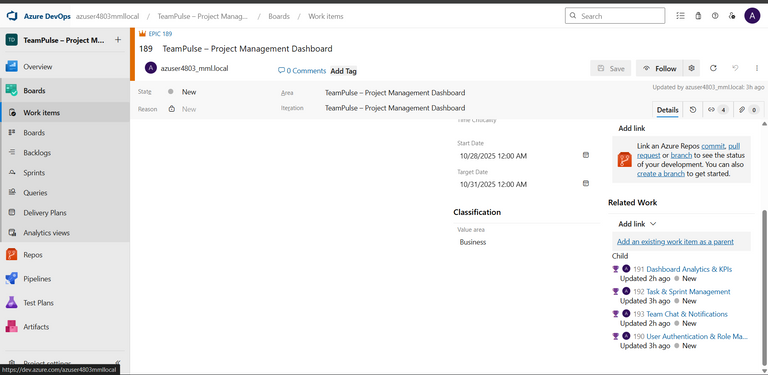 Azure DevOps azuser4803mmllocal / TeamPulse – Project Manag... / Boards / Work items
Search
A
TD TeamPulse – Project M... +
Overview
Boards
Work items
Boards
Backlogs
Sprints
Queries
Delivery Plans
Analytics views
Repos
Pipelines
Test Plans
Artifacts
Project settings
https://dev.azure.com/azuser4803mmllocal
EPIC 189
189 TeamPulse – Project Management Dashboard
A azuser4803_mml.local
0 Comments Add Tag
Save
Follow
State New
Area TeamPulse – Project Management Dashboard
Reason New
Iteration TeamPulse – Project Management Dashboard
Updated by azuser4803_mml.local: 3h ago
Details 4 0
Time Criticality
Start Date
10/28/2025 12:00 AM
Target Date
10/31/2025 12:00 AM
Classification
Value area
Business
Add link
Link an Azure Repos commit, pull
request or branch to see the status
of your development. You can also
create a branch to get started.
Related Work
Add link
Add an existing work item as a parent
Child
A 191 Dashboard Analytics & KPIs
Updated 2h ago New
A 192 Task & Sprint Management
Updated 3h ago New
A 193 Team Chat & Notifications
Updated 2h ago New
A 190 User Authentication & Role Ma...
Updated 3h ago New